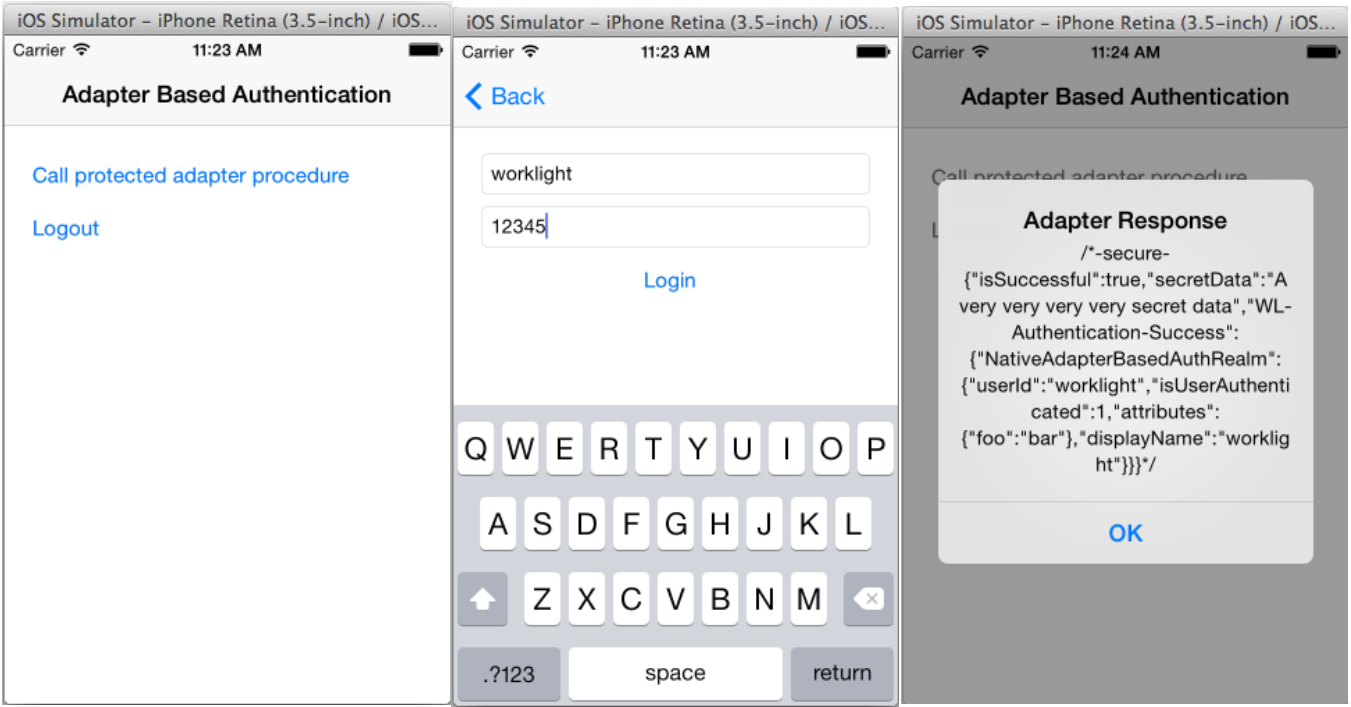 iOS Simulator – iPhone Retina (3.5–inch) / iOS...
Carrier 11:23 AM
Adapter Based Authentication
Call protected adapter procedure
Logout
iOS Simulator – iPhone Retina (3.5–inch) / iOS...
Carrier 11:23 AM
Back
worklight
12345
Login
Q W E R T Y U I O P
A S D F G H J K L
Z X C V B N M
.?123 space return
iOS Simulator – iPhone Retina (3.5–inch) / iOS...
Carrier 11:24 AM
Adapter Based Authentication
Call protected adapter procedure
L
Adapter Response
/*-secure-
{"isSuccessful":true,"secretData":"A
very very very very secret data","WL-
Authentication-Success":
{"NativeAdapterBasedAuthRealm":
{"userId":"worklight","isUserAuthenti
cated":1,"attributes":
{"foo":"bar"},"displayName":"worklig
ht"}}}*/
OK